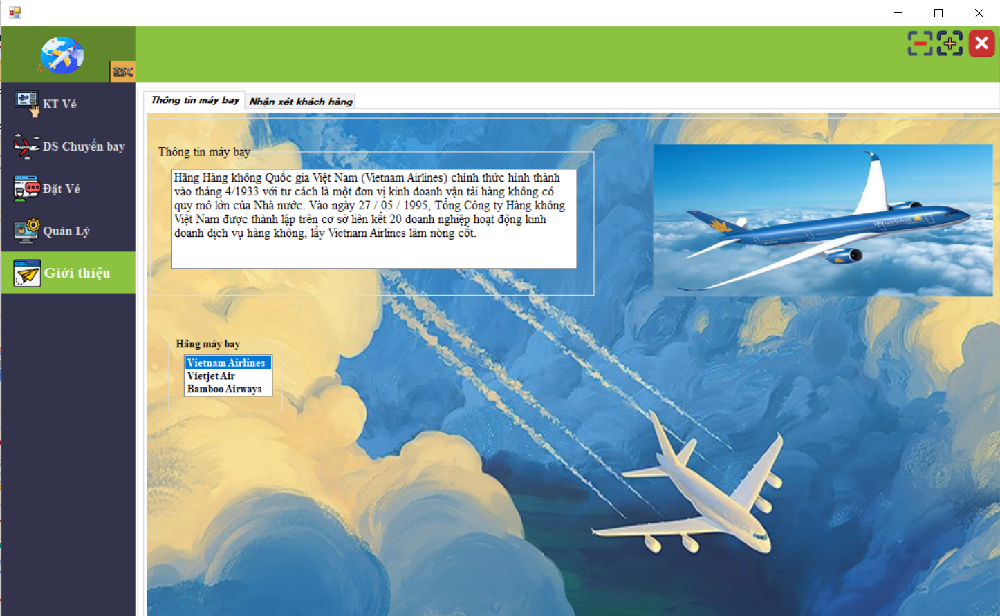 ESC
KT Vé
DS Chuyến bay
Đặt Vé
Quản Lý
Giới thiệu
Thông tin máy bay
Nhận xét khách hàng
Thông tin máy bay
Hãng Hàng không Quốc gia Việt Nam (Vietnam Airlines) chính thức hình thành
vào tháng 4/1933 với tư cách là một đơn vị kinh doanh vận tải hàng không có
quy mô lớn của Nhà nước. Vào ngày 27 / 05 / 1995, Tổng Công ty Hàng không
Việt Nam được thành lập trên cơ sở liên kết 20 doanh nghiệp hoạt động kinh
doanh dịch vụ hàng không, lấy Vietnam Airlines làm nòng cốt.
Hãng máy bay
Vietnam Airlines
Vietjet Air
Bamboo Airways